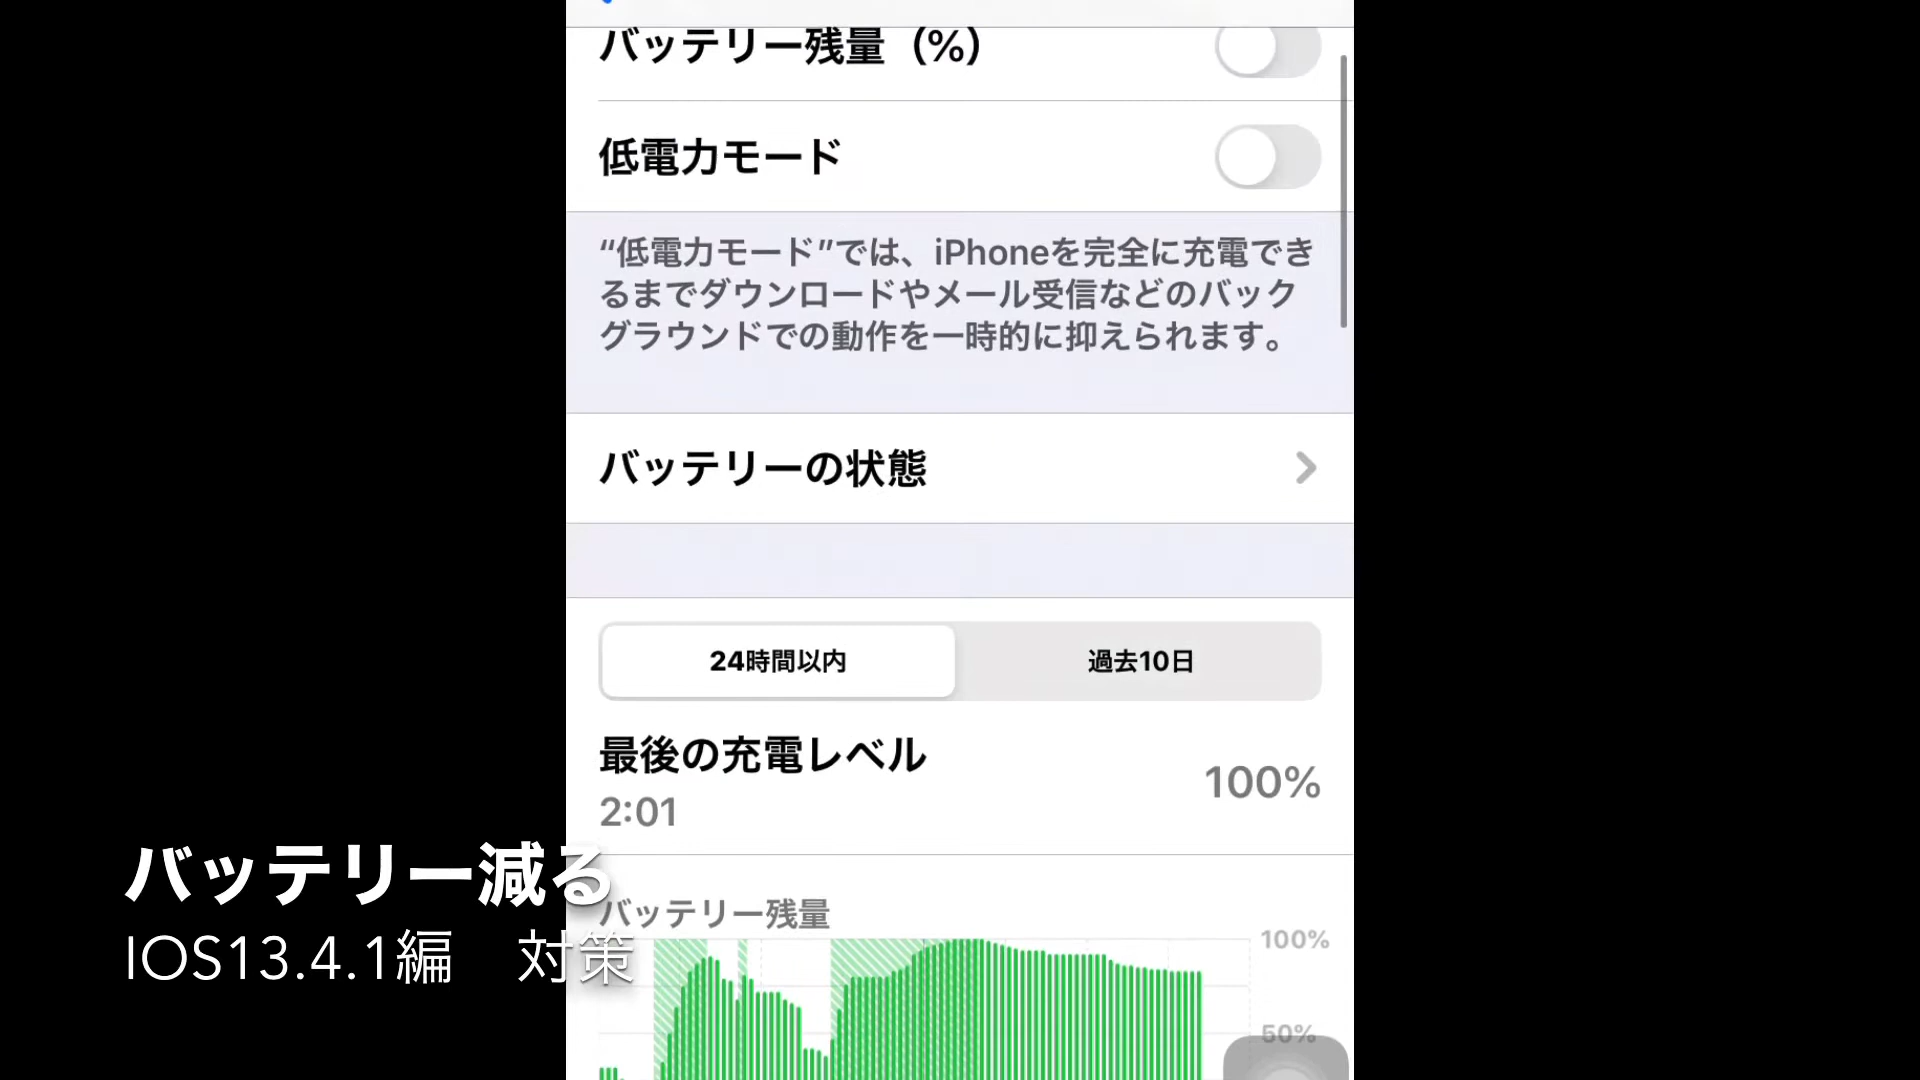 バッテリー残量（%）
低電力モード
“低電力モード”では、iPhoneを完全に充電でき
るまでダウンロードやメール受信などのバック
グラウンドでの動作を一時的に抑えられます。
バッテリーの状態
24時間以内
過去10日
最後の充電レベル
2:01
100%
バッテリー減る
IOS13.4.1編　対策
バッテリー残量
100%
50%